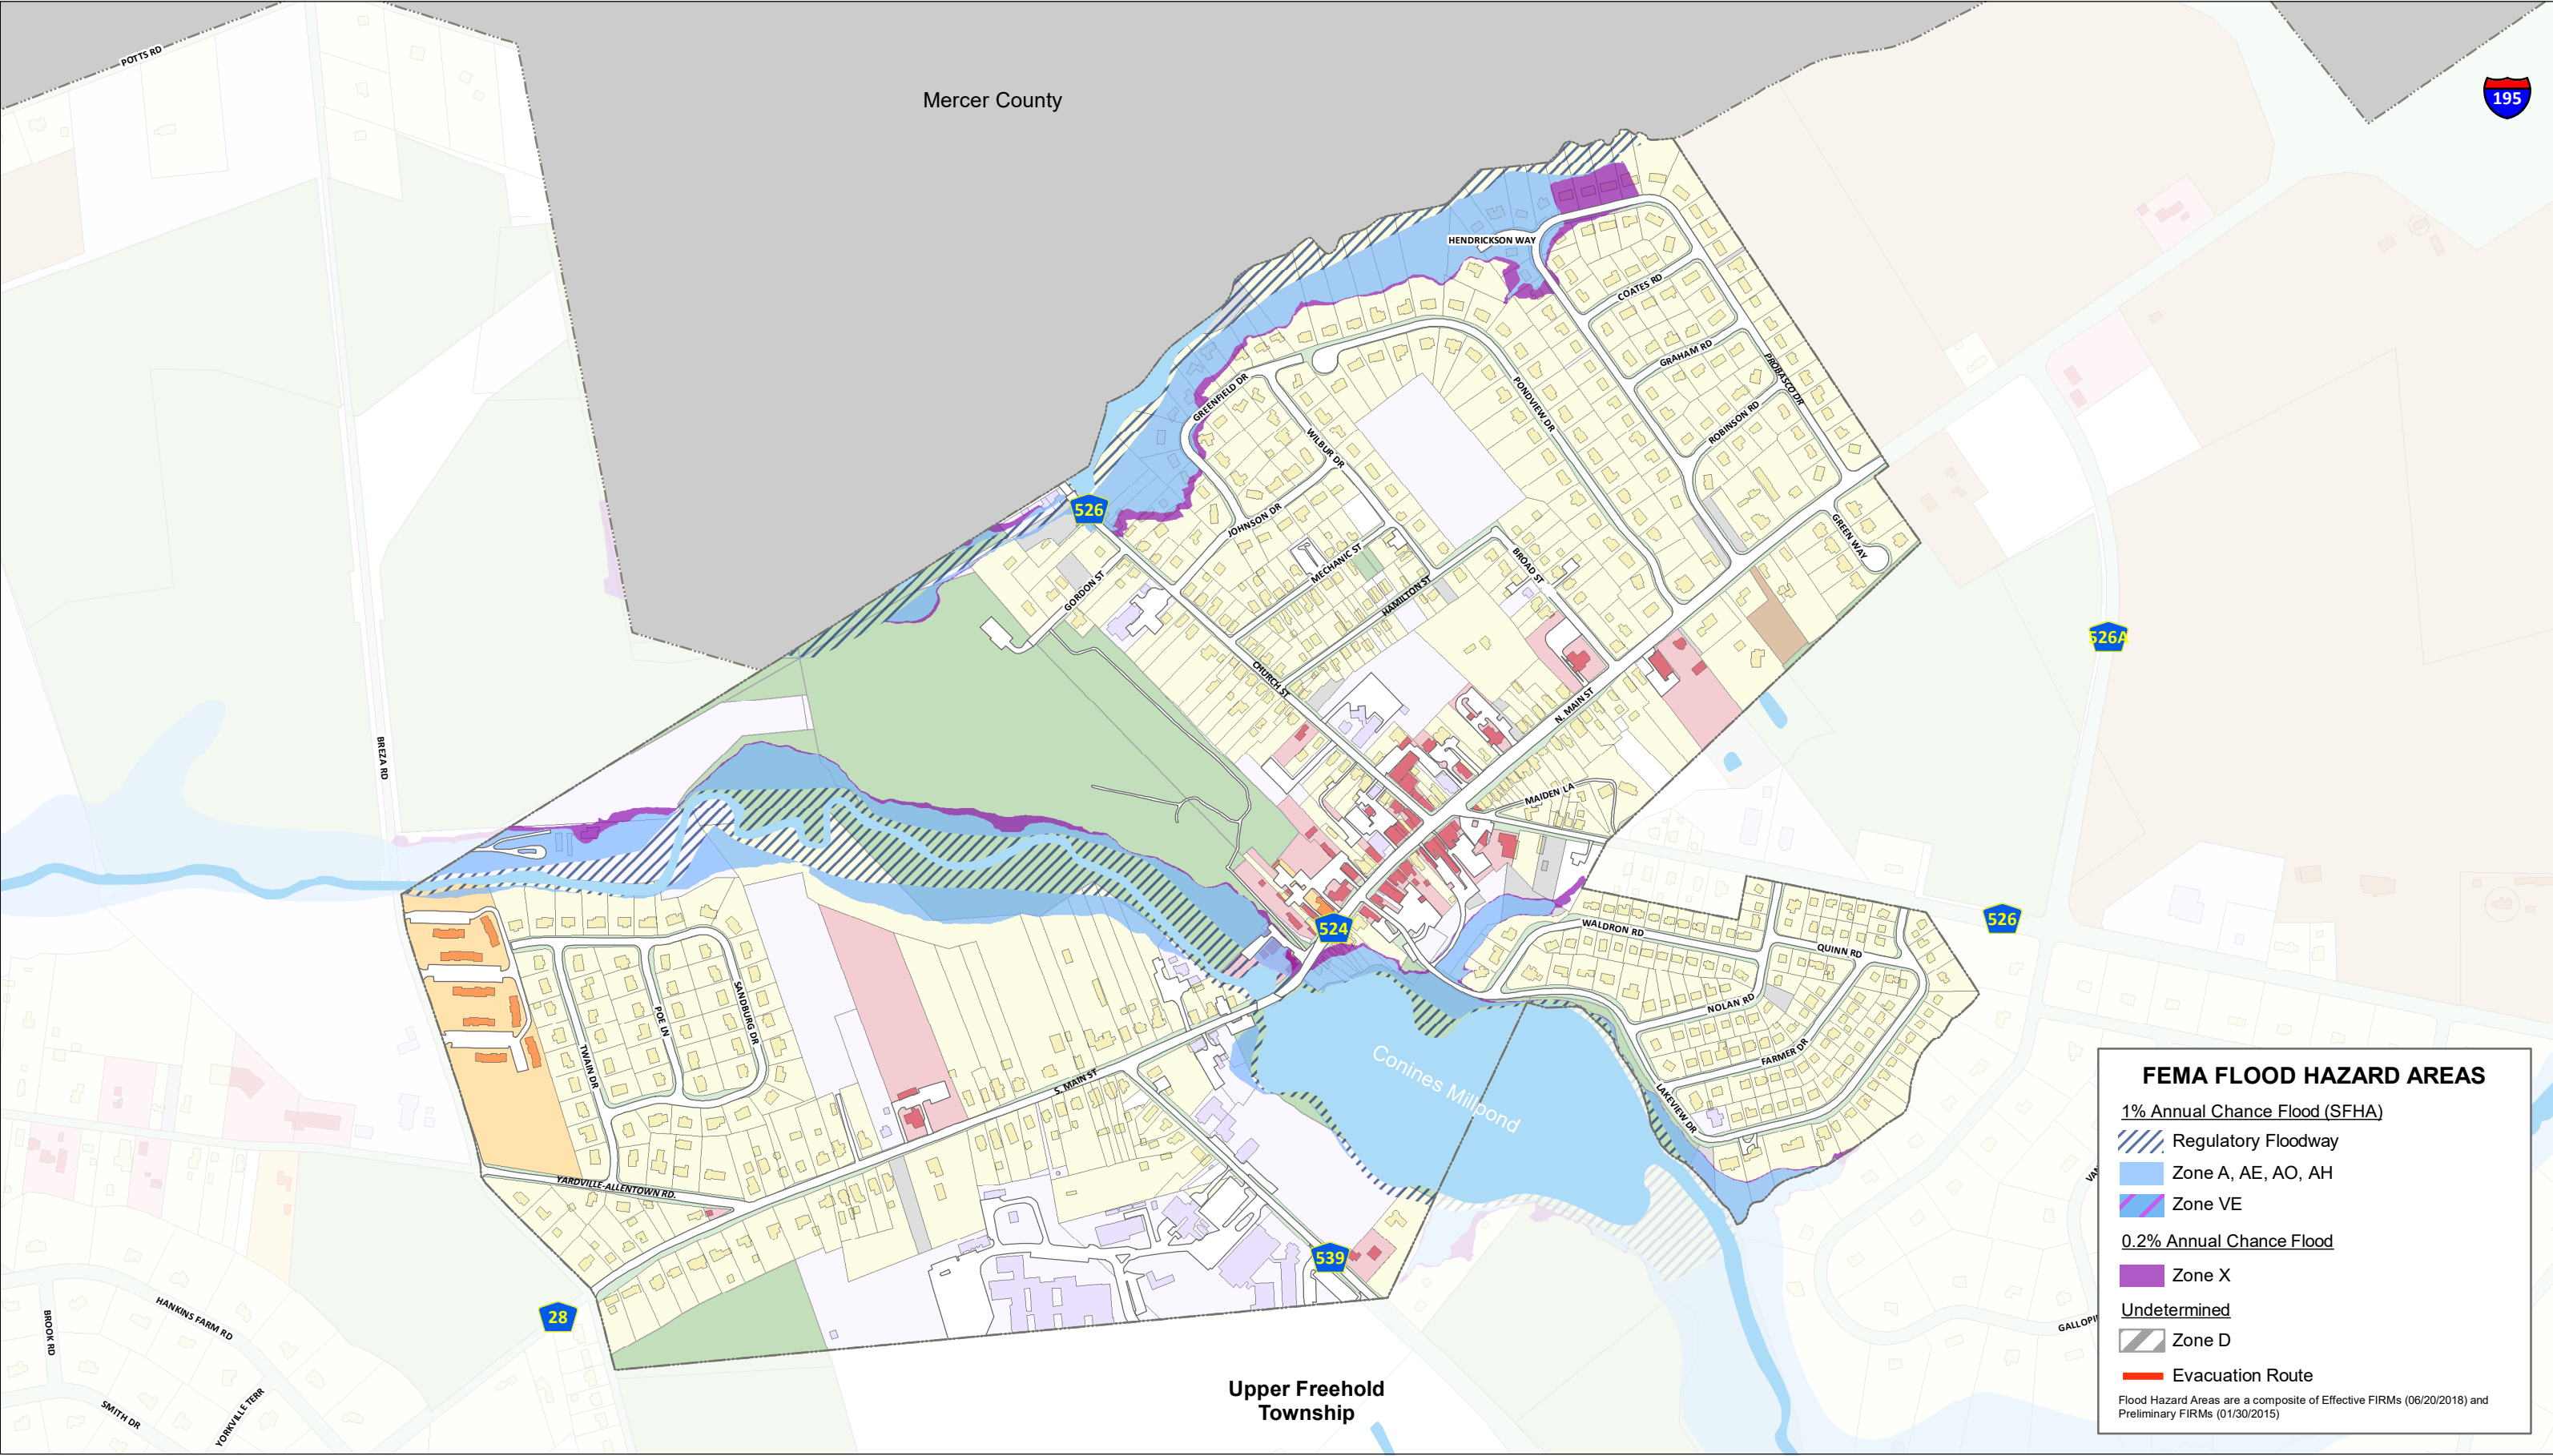 POTTS RD
Mercer County
195
HENDRICKSON WAY
COATES RD
GRAHAM RD
PROBASCO DR
ROBINSON RD
PONDVIEW DR
GREENFIELD DR
WILBUR DR
526
JOHNSON DR
MECHANIC ST
HAMILTON ST
BROAD ST
GREEN WAY
GORDON ST
526A
CHURCH ST
N. MAIN ST
BREZA RD
MAIDEN LA
524
WALDRON RD
QUINN RD
526
NOLAN RD
FARMER DR
LAKEVIEW DR
SANDBURG DR
POE LN
TWAIN DR
S. MAIN ST
Conines Millpond
YARDVILLE-ALLENTOWN RD.
539
28
HANKINS FARM RD
BROOK RD
SMITH DR
YORKVILLE TERR
Upper Freehold
Township
VAN
GALLOPI
FEMA FLOOD HAZARD AREAS
1% Annual Chance Flood (SFHA)
Regulatory Floodway
Zone A, AE, AO, AH
Zone VE
0.2% Annual Chance Flood
Zone X
Undetermined
Zone D
Evacuation Route
Flood Hazard Areas are a composite of Effective FIRMs (06/20/2018) and
Preliminary FIRMs (01/30/2015)